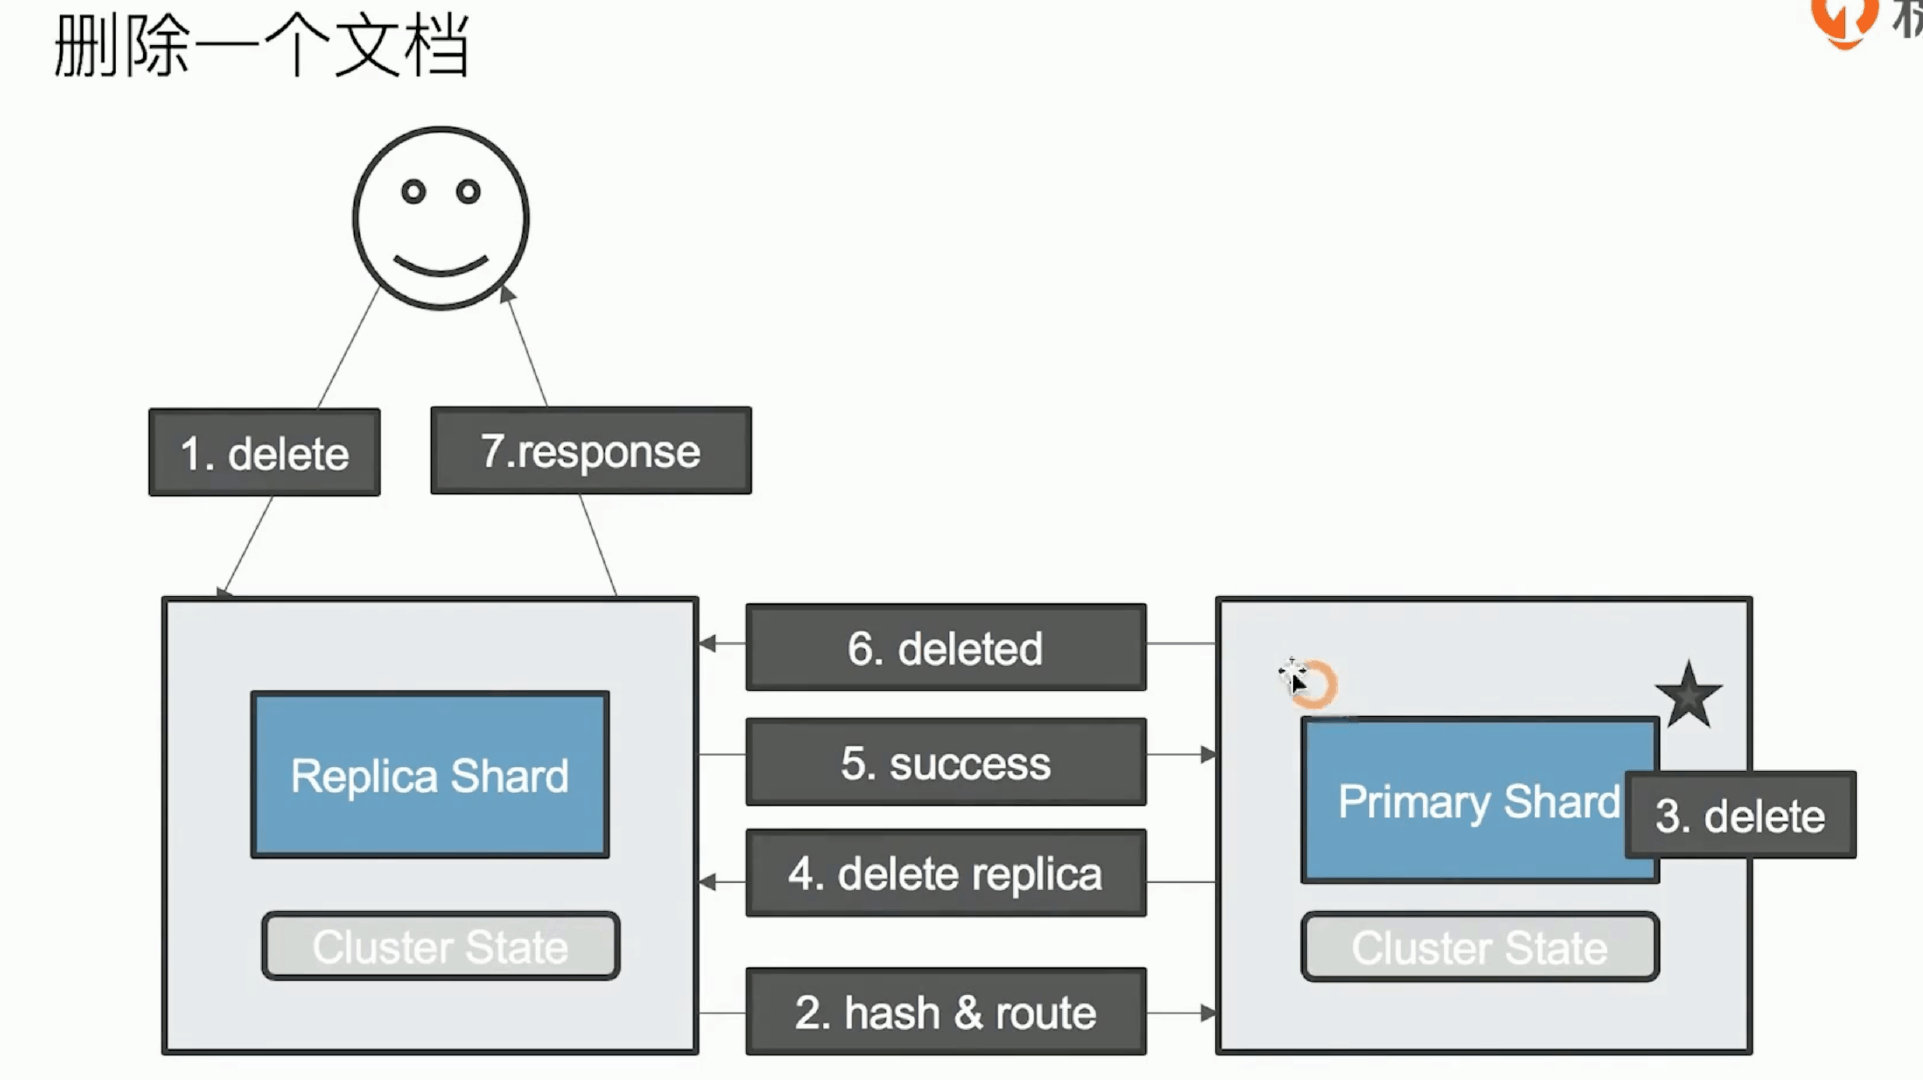 删除一个文档
1. delete
7.response
6. deleted
5. success
Replica Shard
Primary Shard
3. delete
4. delete replica
Cluster State
Cluster State
2. hash & route